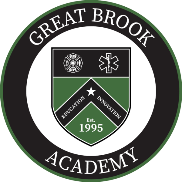 GREAT BROOK
EDUCATION INNOVATION
Est.
1995
ACADEMY